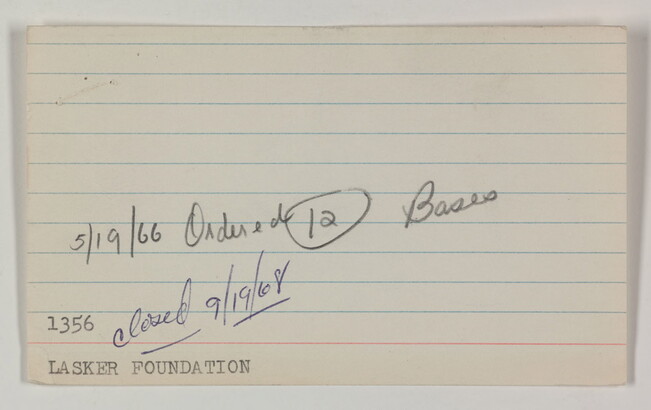 5/19/66 Ordered 12 Bases
closed 9/19/68
1356
LASKER FOUNDATION